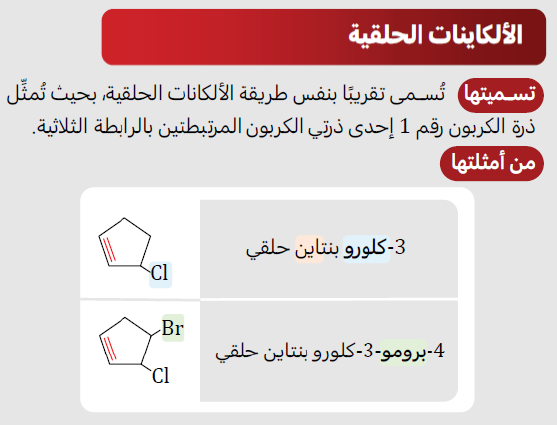 الألكاينات الحلقية
تسميتها تُسمى تقريبًا بنفس طريقة الألكانات الحلقية، بحيث تُمثِّل
ذرة الكربون رقم 1 إحدى ذرتي الكربون المرتبطتين بالرابطة الثلاثية.
من أمثلتها
3-كلورو بنتاين حلقي
Cl
4-برومو-3-كلورو بنتاين حلقي
Br
Cl